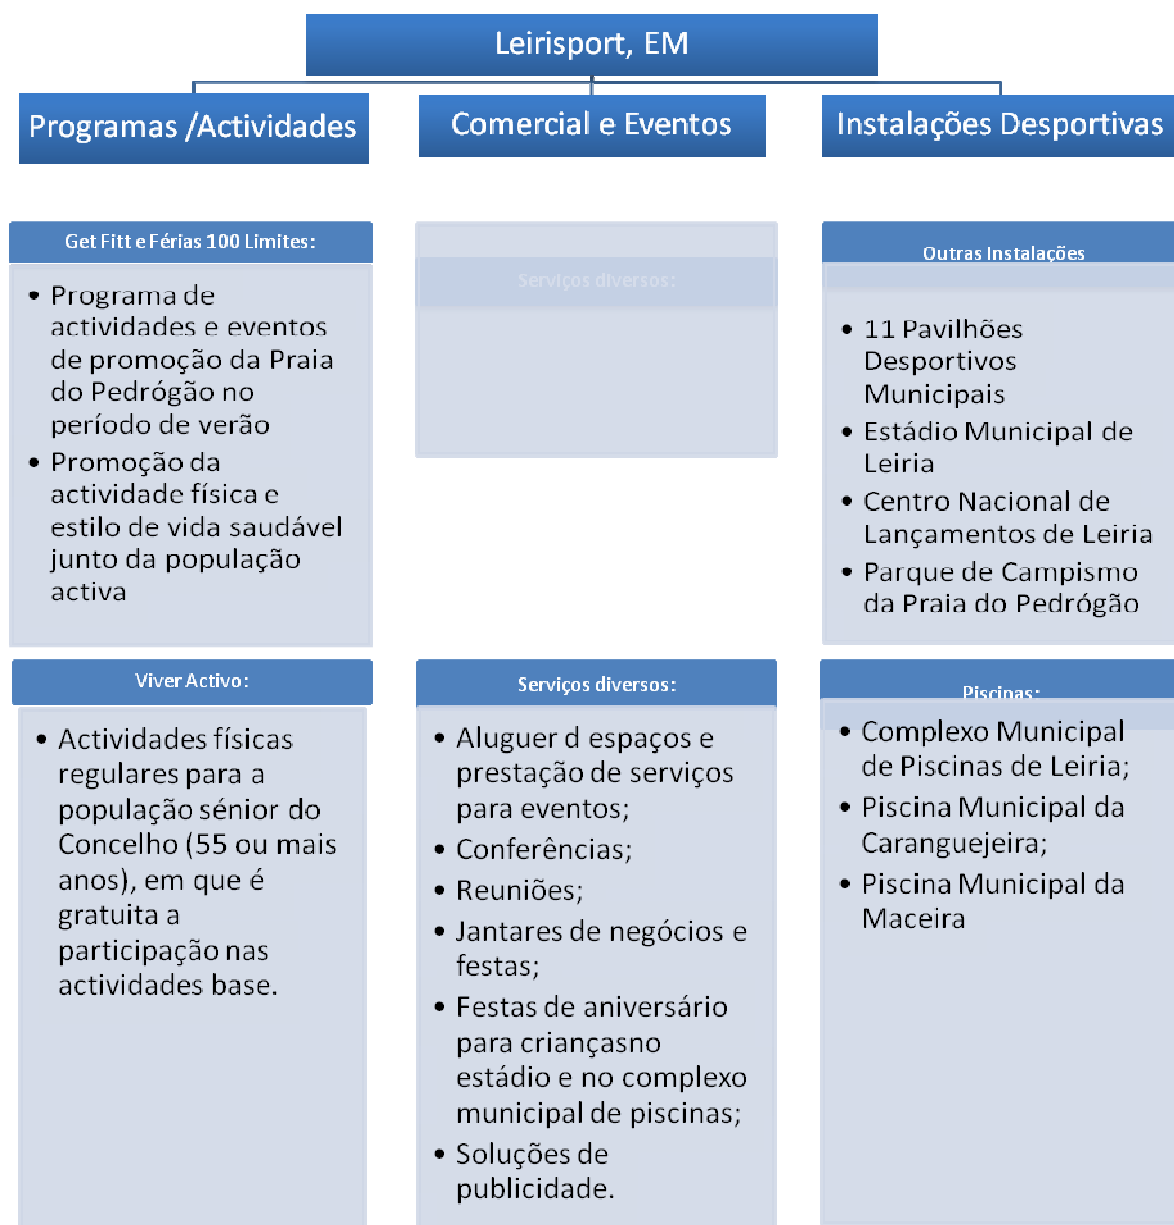 Leirisport, EM
Programas /Actividades
Comercial e Eventos
Instalações Desportivas
Get Fitt e Férias 100 Limites:
• Programa de
actividades e eventos
de promoção da Praia
do Pedrógão no
período de verão
• Promoção da
actividade física e
estilo de vida saudável
junto da população
activa
Serviços diversos:
Outras Instalações
• 11 Pavilhões
Desportivos
Municipais
• Estádio Municipal de
Leiria
• Centro Nacional de
Lançamentos de Leiria
• Parque de Campismo
da Praia do Pedrógão
Viver Activo:
• Actividades físicas
regulares para a
população sénior do
Concelho (55 ou mais
anos), em que é
gratuita a
participação nas
actividades base.
Serviços diversos:
• Aluguer d espaços e
prestação de serviços
para eventos;
• Conferências;
• Reuniões;
• Jantares de negócios e
festas;
• Festas de aniversário
para criançasno
estádio e no complexo
municipal de piscinas;
• Soluções de
publicidade.
Piscinas:
• Complexo Municipal
de Piscinas de Leiria;
• Piscina Municipal da
Caranguejeira;
• Piscina Municipal da
Maceira